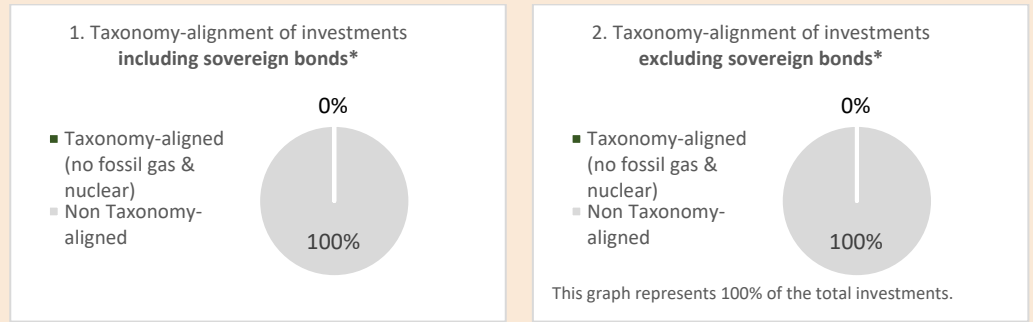 1. Taxonomy-alignment of investments
including sovereign bonds*
0%
Taxonomy-aligned
(no fossil gas &
nuclear)
Non Taxonomy-
aligned
100%
2. Taxonomy-alignment of investments
excluding sovereign bonds*
0%
Taxonomy-aligned
(no fossil gas &
nuclear)
Non Taxonomy-
aligned
100%
This graph represents 100% of the total investments.